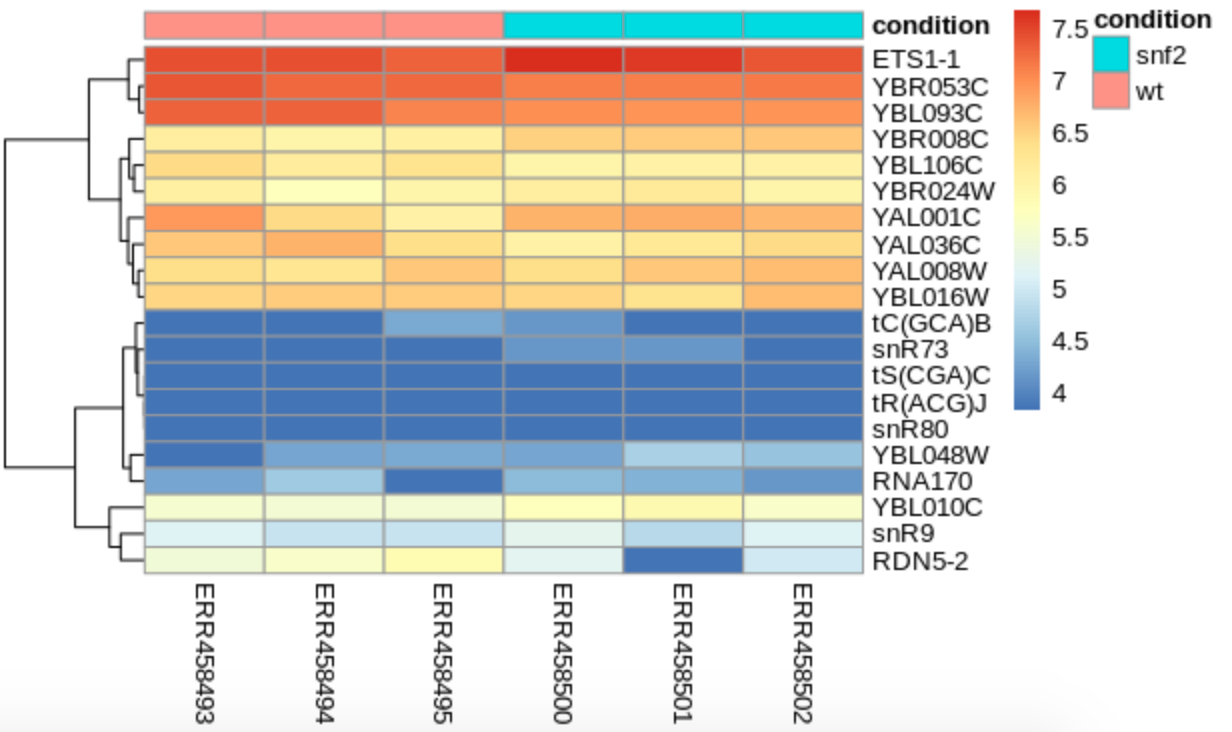 condition
ETS1-1
YBR053C
YBL093C
YBR008C
YBL106C
YBR024W
YAL001C
YAL036C
YAL008W
YBL016W
tC(GCA)B
snR73
tS(CGA)C
tR(ACG)J
snR80
YBL048W
RNA170
YBL010C
snR9
RDN5-2
7.5
7
6.5
6
5.5
5
4.5
4
condition
snf2
wt
ERR458493
ERR458494
ERR458495
ERR458500
ERR458501
ERR458502